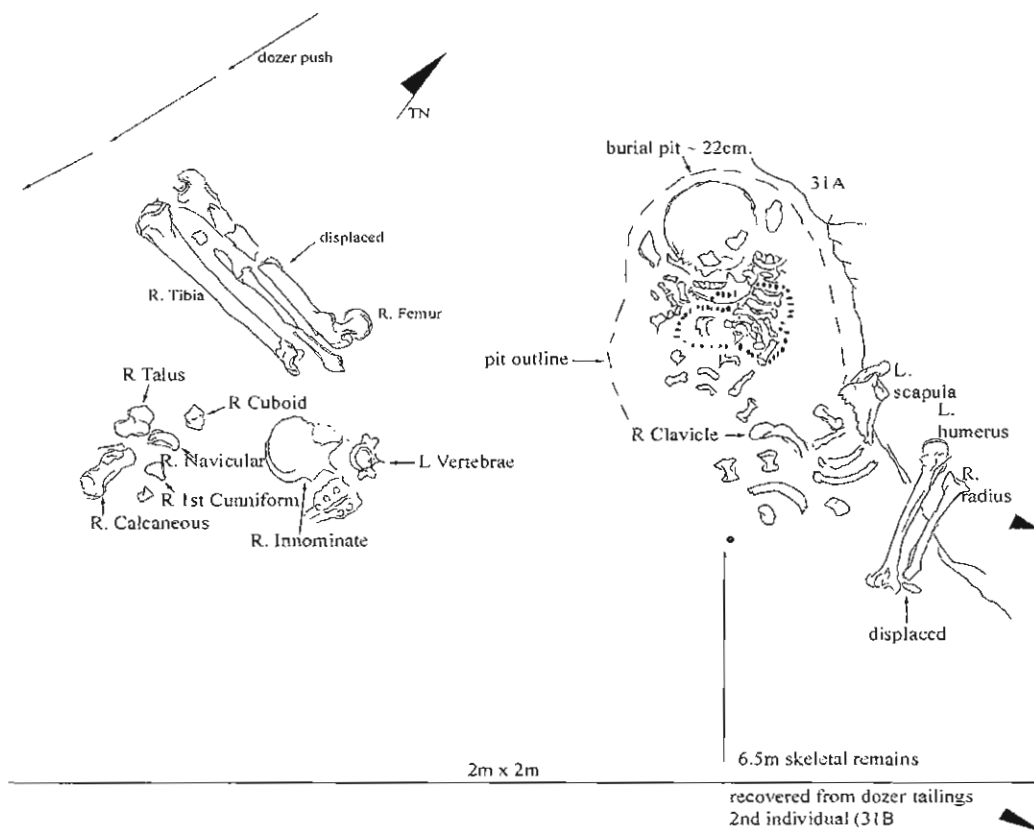 dozer push
TN
burial pit ~ 22cm.
31A
displaced
R. Tibia
R. Femur
pit outline
L.
scapula
R Talus
R Cuboid
L.
humerus
R Clavicle
R. Navicular
L Vertebrae
R.
radius
R 1st Cunniform
R. Calcaneous
R. Innominate
displaced
6.5m skeletal remains
2m x 2m
recovered from dozer tailings
2nd individual (31B